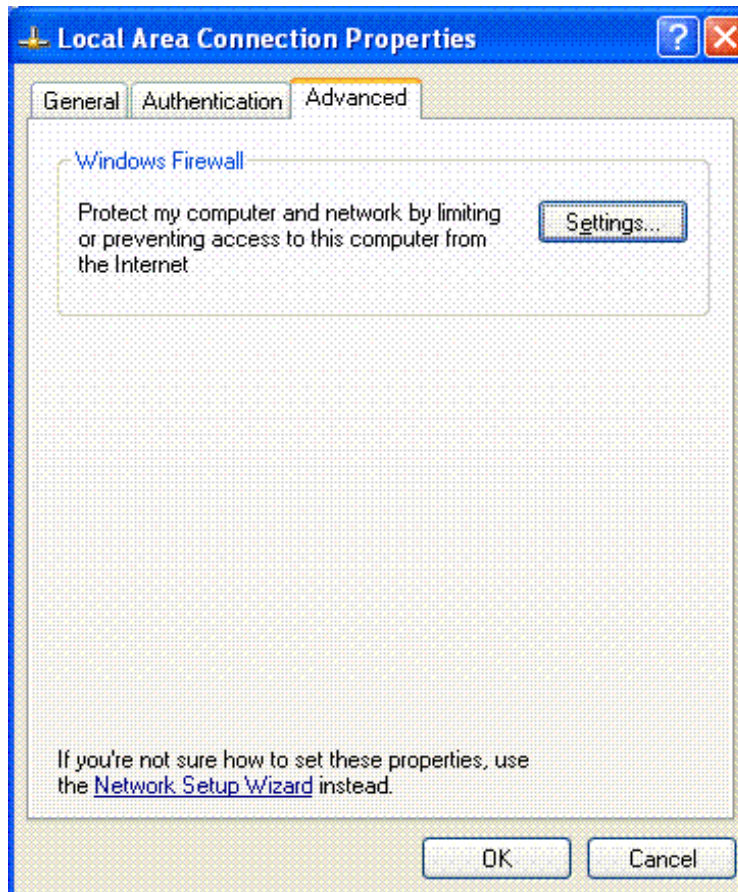 Local Area Connection Properties
?
General Authentication Advanced
Windows Firewall
Protect my computer and network by limiting
or preventing access to this computer from
the Internet
Settings...
If you're not sure how to set these properties, use
the Network Setup Wizard instead.
OK Cancel